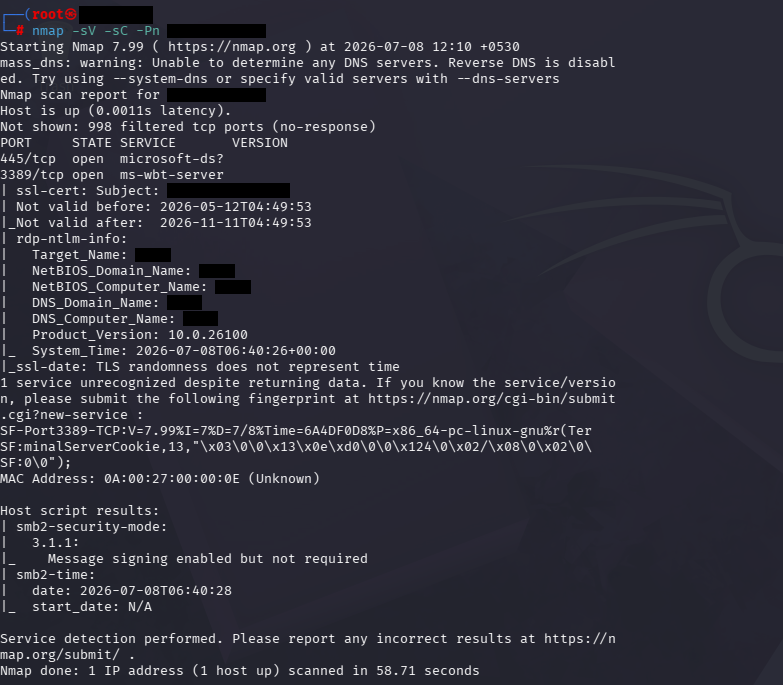 ┌──(root㉿
└─# nmap -sV -sC -Pn
Starting Nmap 7.99 ( https://nmap.org ) at 2026-07-08 12:10 +0530
mass_dns: warning: Unable to determine any DNS servers. Reverse DNS is disabl
ed. Try using --system-dns or specify valid servers with --dns-servers
Nmap scan report for
Host is up (0.0011s latency).
Not shown: 998 filtered tcp ports (no-response)
PORT     STATE SERVICE       VERSION
445/tcp  open  microsoft-ds?
3389/tcp open  ms-wbt-server
| ssl-cert: Subject:
| Not valid before: 2026-05-12T04:49:53
|_Not valid after:  2026-11-11T04:49:53
| rdp-ntlm-info:
|   Target_Name:
|   NetBIOS_Domain_Name:
|   NetBIOS_Computer_Name:
|   DNS_Domain_Name:
|   DNS_Computer_Name:
|   Product_Version: 10.0.26100
|_  System_Time: 2026-07-08T06:40:26+00:00
|_ssl-date: TLS randomness does not represent time
1 service unrecognized despite returning data. If you know the service/versio
n, please submit the following fingerprint at https://nmap.org/cgi-bin/submit
.cgi?new-service :
SF-Port3389-TCP:V=7.99%I=7%D=7/8%Time=6A4DF0D8%P=x86_64-pc-linux-gnu%r(Ter
SF:minalServerCookie,13,"\x03\0\0\x13\x0e\xd0\0\0\x124\0\x02/\x08\0\x02\0\
SF:0\0");
MAC Address: 0A:00:27:00:00:0E (Unknown)

Host script results:
| smb2-security-mode:
|   3.1.1:
|_    Message signing enabled but not required
| smb2-time:
|   date: 2026-07-08T06:40:28
|_  start_date: N/A

Service detection performed. Please report any incorrect results at https://n
map.org/submit/ .
Nmap done: 1 IP address (1 host up) scanned in 58.71 seconds